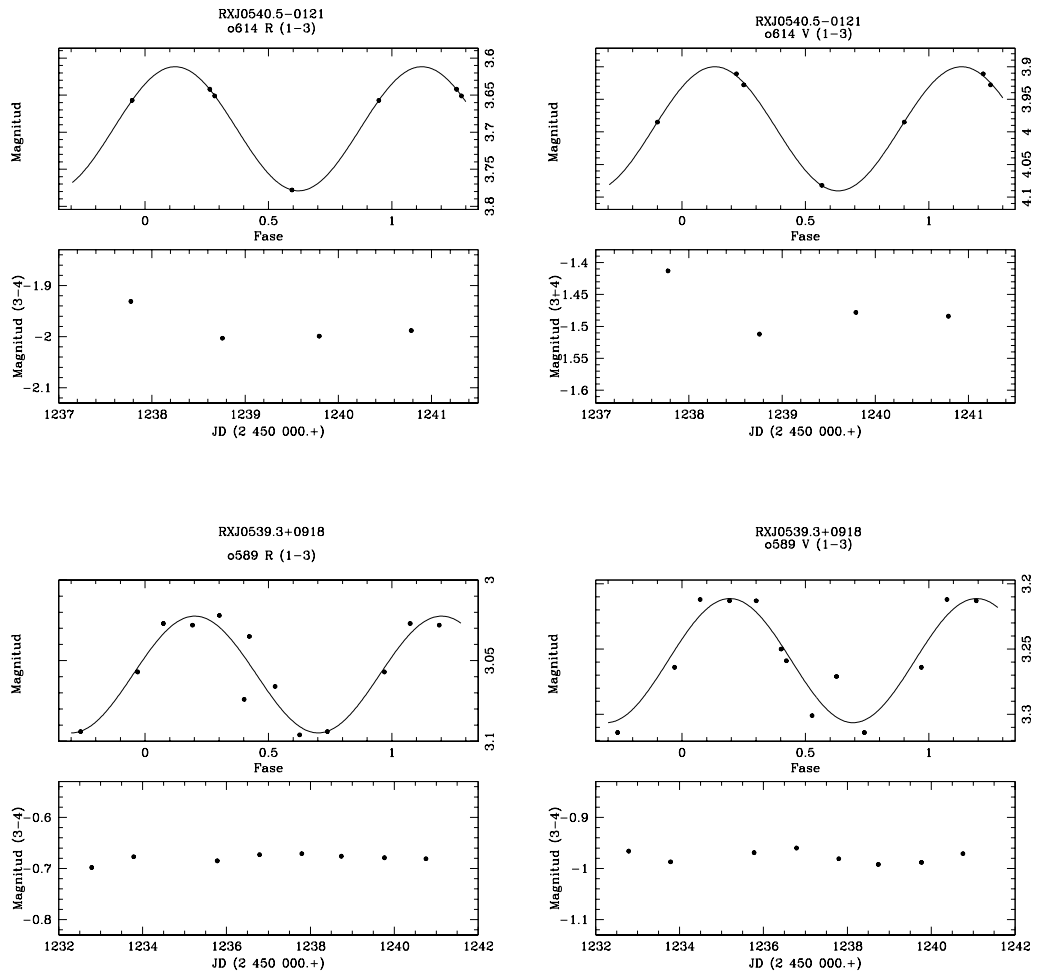 RXJ0540.5-0121
o614 R (1-3)
Magnitud
3.6
3.65
3.7
3.75
3.8
0 0.5 1
Fase
Magnitud (3-4)
-1.9
-2
-2.1
1237 1238 1239 1240 1241
JD (2 450 000.+)
RXJ0540.5-0121
o614 V (1-3)
Magnitud
3.9
3.95
4
4.05
4.1
0 0.5 1
Fase
Magnitud (3-4)
-1.4
-1.45
-1.5
-1.55
-1.6
1237 1238 1239 1240 1241
JD (2 450 000.+)
RXJ0539.3+0918
o589 R (1-3)
Magnitud
3
3.05
3.1
0 0.5 1
Fase
Magnitud (3-4)
-0.6
-0.7
-0.8
1232 1234 1236 1238 1240 1242
JD (2 450 000.+)
RXJ0539.3+0918
o589 V (1-3)
Magnitud
3.2
3.25
3.3
0 0.5 1
Fase
Magnitud (3-4)
-0.9
-1
-1.1
1232 1234 1236 1238 1240 1242
JD (2 450 000.+)